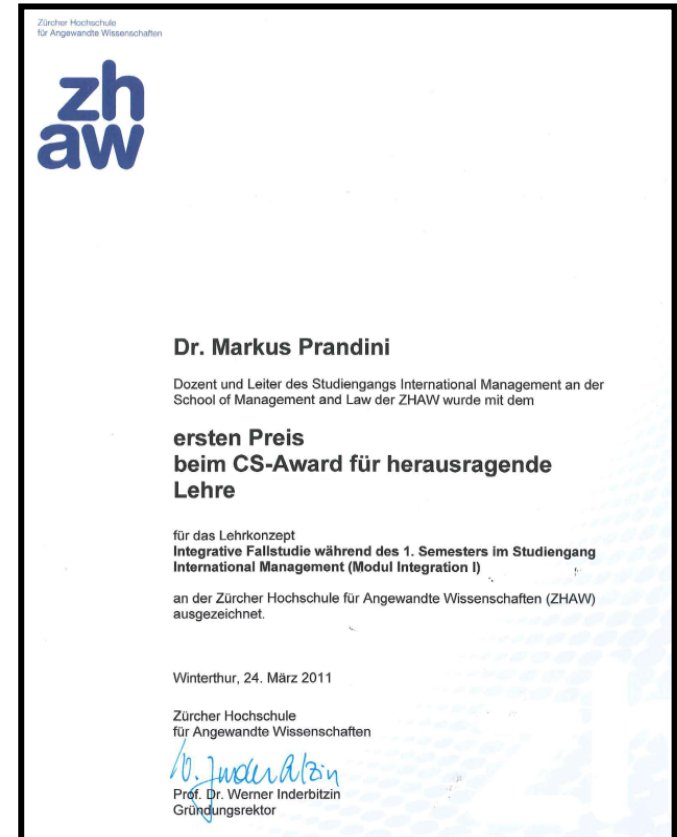 Zürcher Hochschule
für Angewandte Wissenschaften
zh
aw
Dr. Markus Prandini
Dozent und Leiter des Studiengangs International Management an der
School of Management and Law der ZHAW wurde mit dem
ersten Preis
beim CS-Award für herausragende
Lehre
für das Lehrkonzept
Integrative Fallstudie während des 1. Semesters im Studiengang
International Management (Modul Integration I)
an der Zürcher Hochschule für Angewandte Wissenschaften (ZHAW)
ausgezeichnet.
Winterthur, 24. März 2011
Zürcher Hochschule
für Angewandte Wissenschaften
W. Inderbitzin
Prof. Dr. Werner Inderbitzin
Gründungsrektor